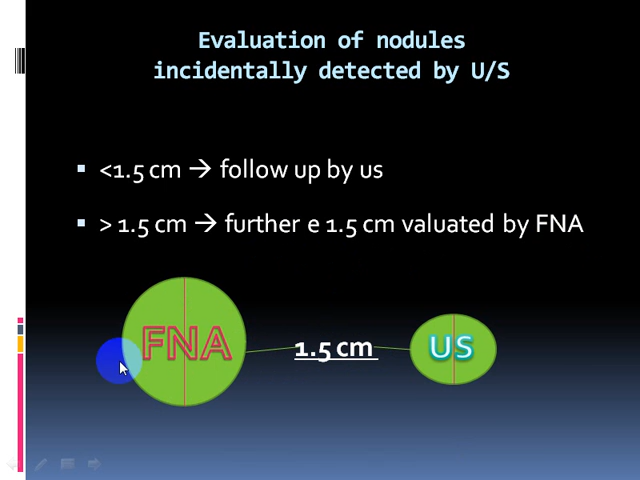 Evaluation of nodules
incidentally detected by U/S
▪ <1.5 cm → follow up by us
▪ > 1.5 cm → further e 1.5 cm valuated by FNA
FNA
1.5 cm
US